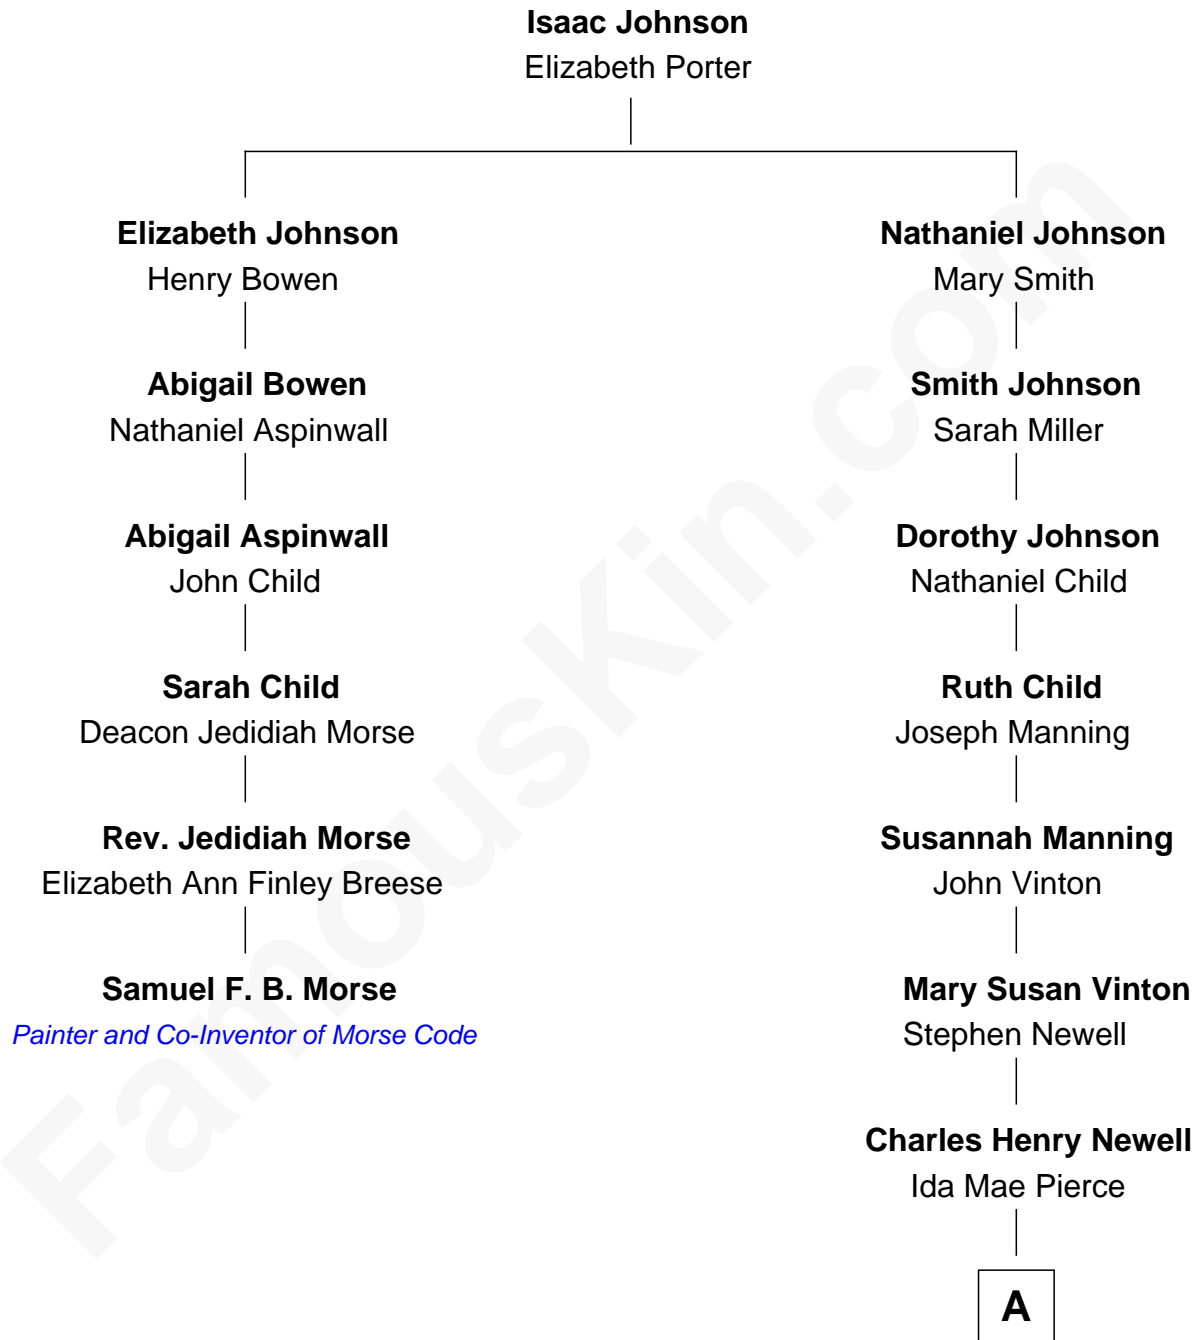 Isaac Johnson
Elizabeth Porter
Elizabeth Johnson
Henry Bowen
Abigail Bowen
Nathaniel Aspinwall
Abigail Aspinwall
John Child
Sarah Child
Deacon Jedidiah Morse
Rev. Jedidiah Morse
Elizabeth Ann Finley Breese
Samuel F. B. Morse
Painter and Co-Inventor of Morse Code
Nathaniel Johnson
Mary Smith
Smith Johnson
Sarah Miller
Dorothy Johnson
Nathaniel Child
Ruth Child
Joseph Manning
Susannah Manning
John Vinton
Mary Susan Vinton
Stephen Newell
Charles Henry Newell
Ida Mae Pierce
A
FamousKin.com